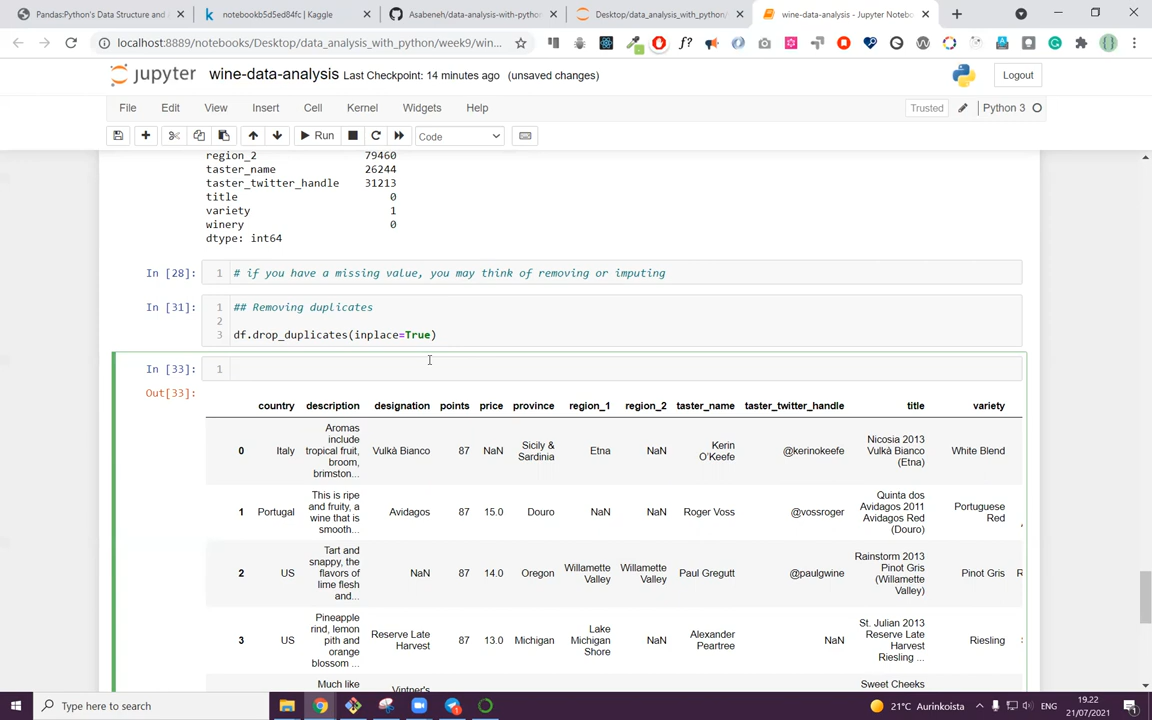 Pandas:Python's Data Structure and
notebookb5d5ed84fc | Kaggle
Asabeneh/data-analysis-with-python
Desktop/data_analysis_with_python/
wine-data-analysis - Jupyter Notebo
localhost:8889/notebooks/Desktop/data_analysis_with_python/week9/win...
jupyter wine-data-analysis Last Checkpoint: 14 minutes ago (unsaved changes)
Logout
File Edit View Insert Cell Kernel Widgets Help
Trusted Python 3
Run Code
region_2 79460
taster_name 26244
taster_twitter_handle 31213
title 0
variety 1
winery 0
dtype: int64
In [28]: 1 # if you have a missing value, you may think of removing or imputing
In [31]: 1 ## Removing duplicates
2
3 df.drop_duplicates(inplace=True)
In [33]: 1
Out[33]:
country description designation points price province region_1 region_2 taster_name taster_twitter_handle title variety
0 Italy Aromas include tropical fruit, broom, brimston... Vulkà Bianco 87 NaN Sicily & Sardinia Etna NaN Kerin O'Keefe @kerinokeefe Nicosia 2013 Vulkà Bianco (Etna) White Blend
1 Portugal This is ripe and fruity, a wine that is smooth... Avidagos 87 15.0 Douro NaN NaN Roger Voss @vossroger Quinta dos Avidagos 2011 Avidagos Red (Douro) Portuguese Red
2 US Tart and snappy, the flavors of lime flesh and... NaN 87 14.0 Oregon Willamette Valley Willamette Valley Paul Gregutt @paulgwine Rainstorm 2013 Pinot Gris (Willamette Valley) Pinot Gris
3 US Pineapple rind, lemon pith and orange blossom ... Reserve Late Harvest 87 13.0 Michigan Lake Michigan Shore NaN Alexander Peartree NaN St. Julian 2013 Reserve Late Harvest Riesling ... Riesling
Much like Vintner's Sweet Cheeks
Type here to search
21°C Aurinkoista
ENG
19.22
21/07/2021